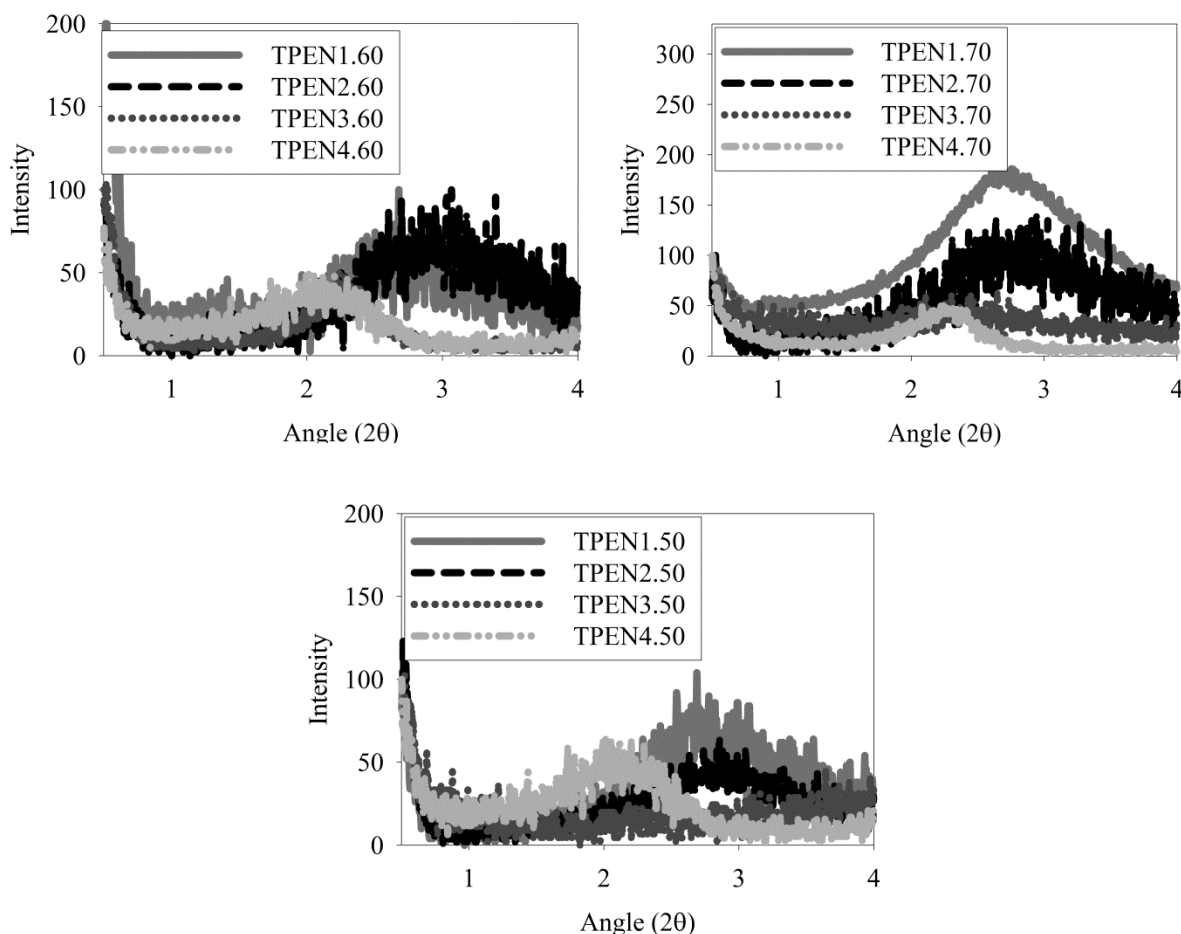 200
150
100
50
0
Intensity
TPEN1.60
TPEN2.60
TPEN3.60
TPEN4.60
1 2 3 4
Angle (2θ)
300
250
200
150
100
50
0
Intensity
TPEN1.70
TPEN2.70
TPEN3.70
TPEN4.70
1 2 3 4
Angle (2θ)
200
150
100
50
0
Intensity
TPEN1.50
TPEN2.50
TPEN3.50
TPEN4.50
1 2 3 4
Angle (2θ)